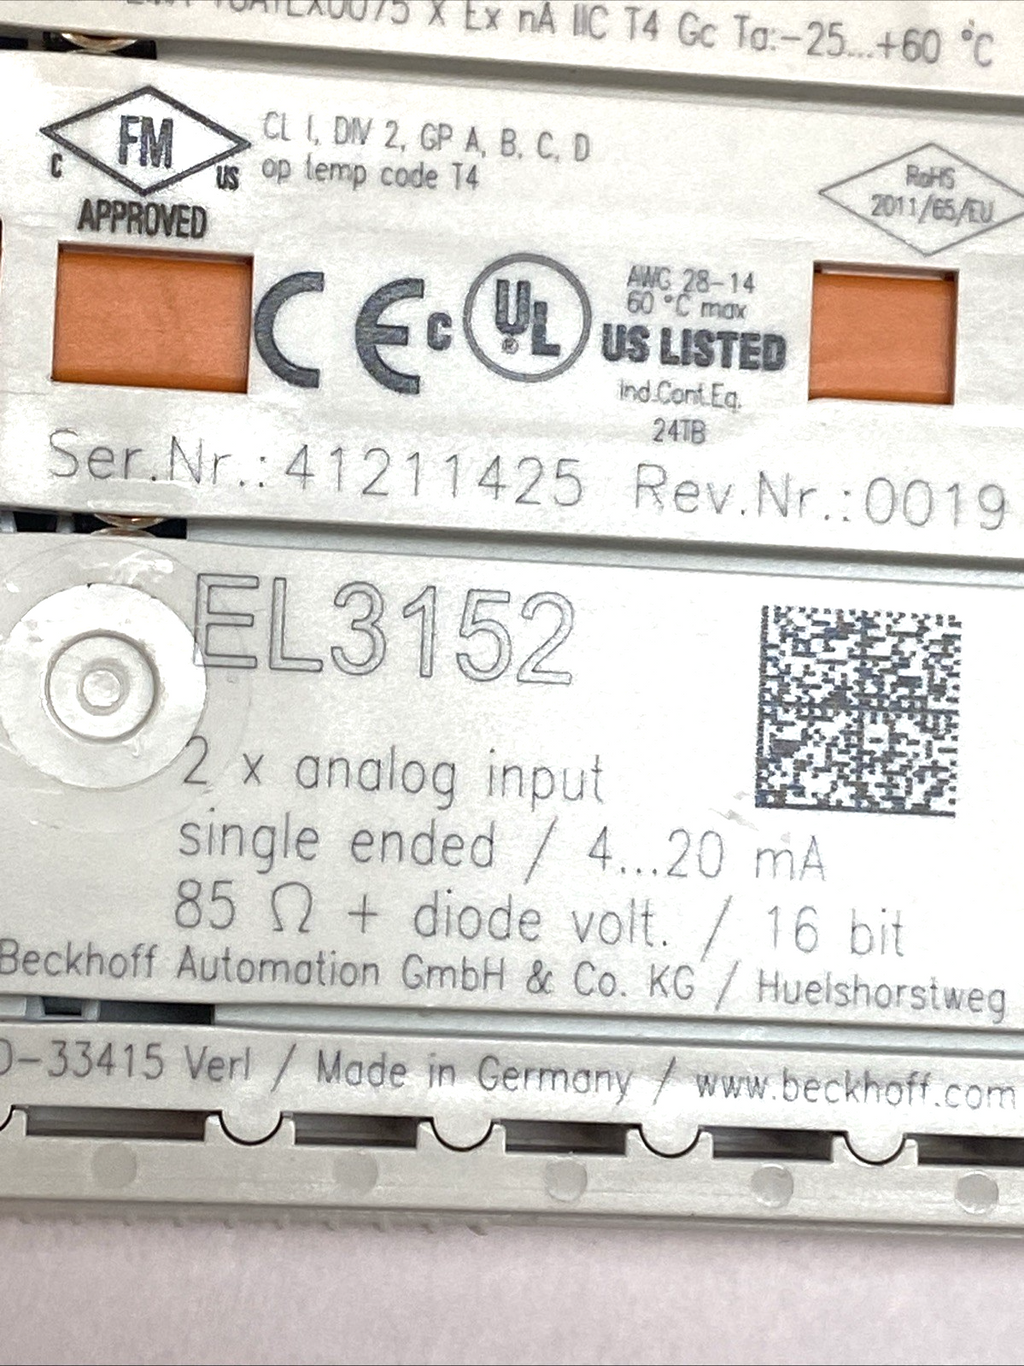 X Ex nA IIC T4 Gc Ta:-25...+60 °C
FM
C US
APPROVED
CL I, DIV 2, GP A, B, C, D
op temp code T4
RoHS
2011/65/EU
CE
C UL ®
AWG 28-14
60 °C max
US LISTED
Ind.Cont.Eq.
24TB
Ser.Nr.: 41211425 Rev.Nr.:0019
EL3152
2 x analog input
single ended / 4...20 mA
85 Ω + diode volt. / 16 bit
Beckhoff Automation GmbH & Co. KG / Huelshorstweg
D-33415 Verl / Made in Germany / www.beckhoff.com